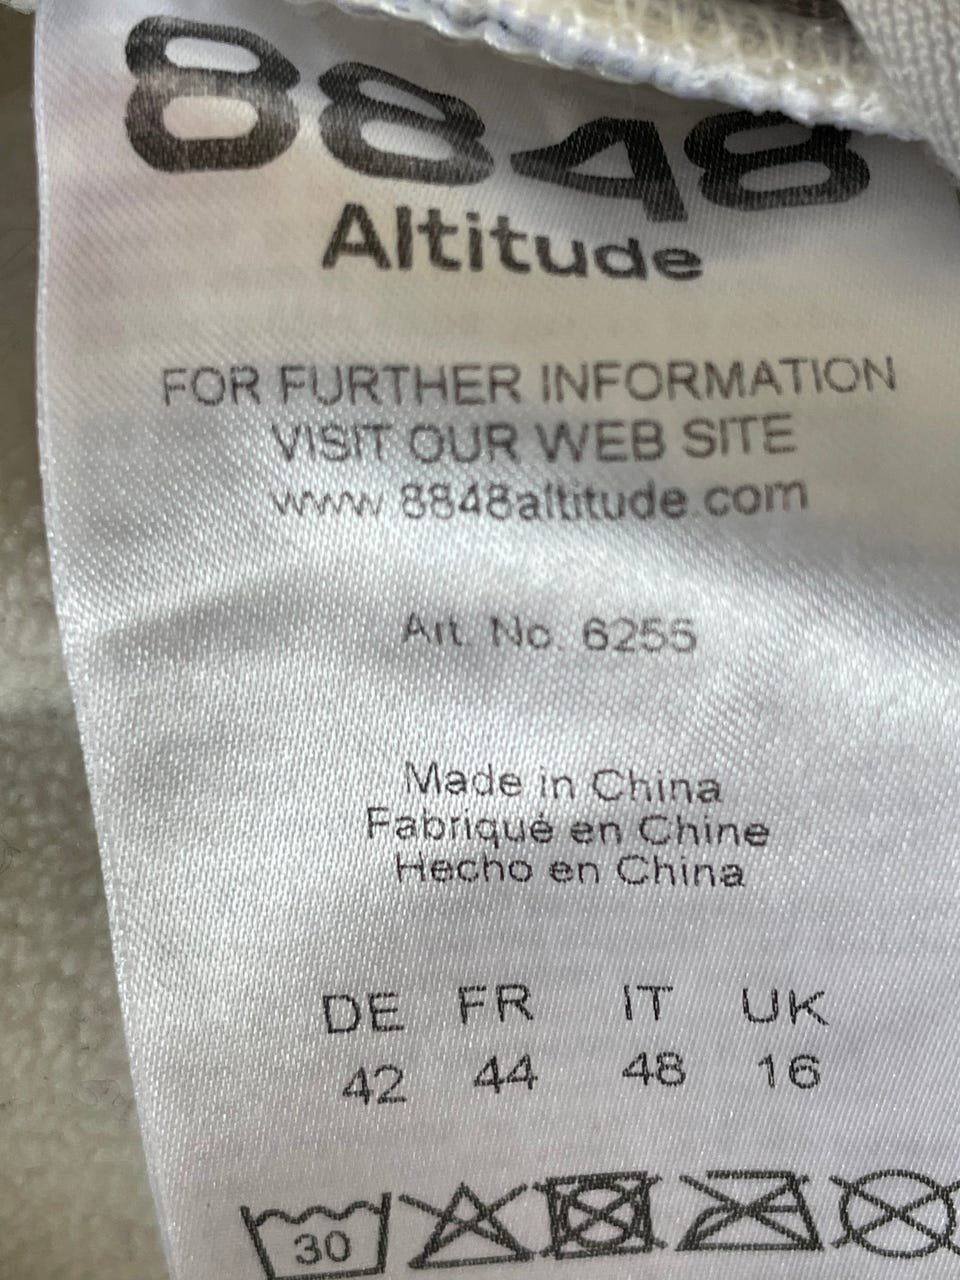 8848
Altitude
FOR FURTHER INFORMATION
VISIT OUR WEB SITE
www.8848altitude.com
Art. No. 6255
Made in China
Fabriqué en Chine
Hecho en China
DE FR IT UK
42 44 48 16
30